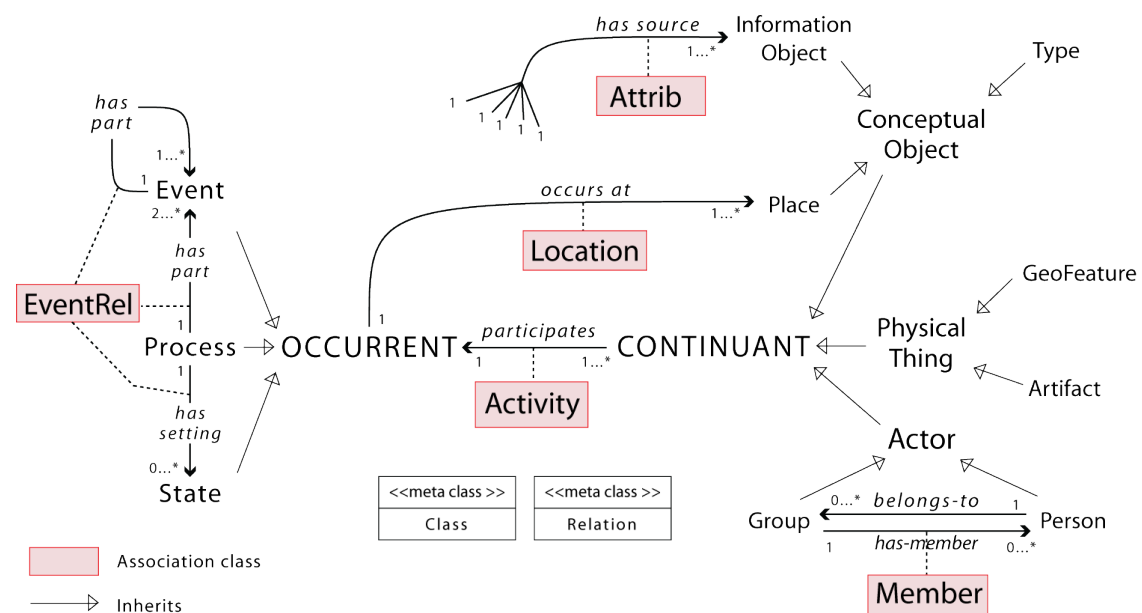 has source
1...*
Information
Object
Attrib
1
1
1
1
1
Type
Conceptual
Object
has
part
1...*
1
Event
2...*
occurs at
1...*
Place
Location
has
part
EventRel
1
Process
1
OCCURRENT
1
participates
1
1...*
CONTINUANT
Activity
GeoFeature
Physical
Thing
Artifact
has
setting
0...*
State
Actor
<<meta class >>
Class
<<meta class >>
Relation
Group
0...*
belongs-to
1
Person
1
has-member
0...*
Member
Association class
Inherits